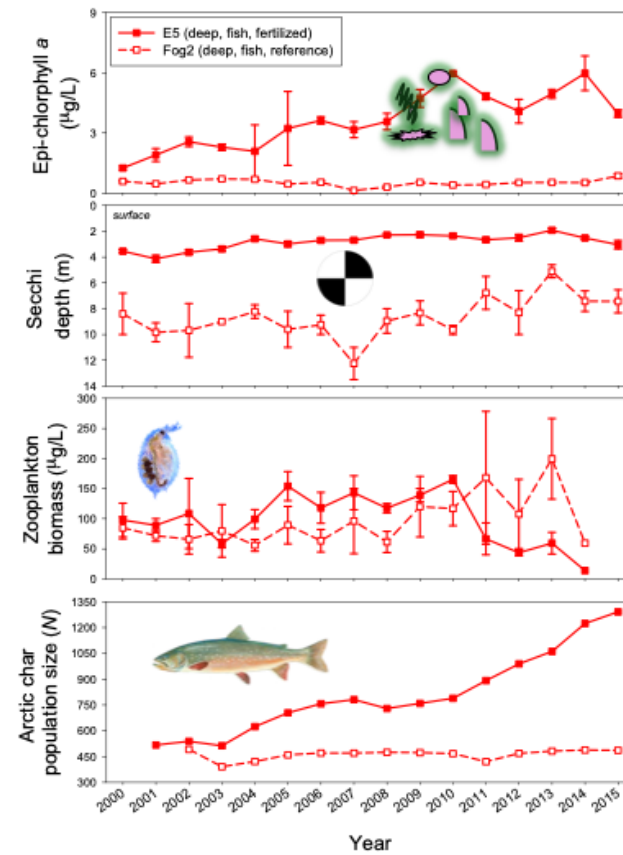 E5 (deep, fish, fertilized)
Fog2 (deep, fish, reference)
Epi-chlorophyll a
(µg/L)
9
6
3
0
surface
Secchi
depth (m)
0
2
4
6
8
10
12
14
Zooplankton
biomass (µg/L)
300
250
200
150
100
50
0
Arctic char
population size (N)
1350
1200
1050
900
750
600
450
300
2000 2001 2002 2003 2004 2005 2006 2007 2008 2009 2010 2011 2012 2013 2014 2015
Year